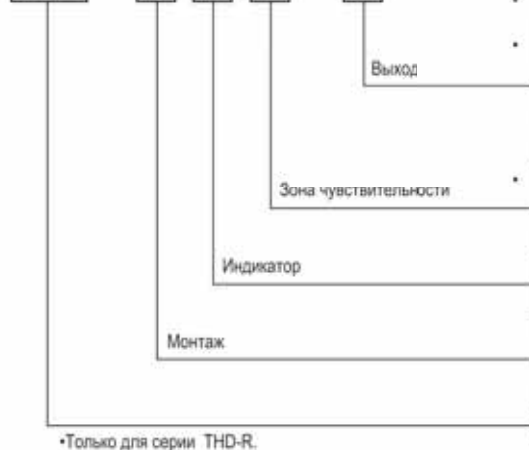 Выход
Зона чувствительности
Индикатор
Монтаж
•Только для серии THD-R.